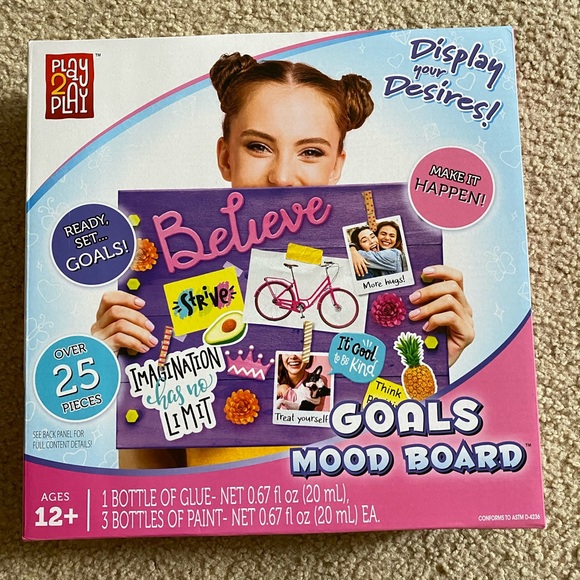 PLAY
2
PLAY
™
Display
your
Desires!
MAKE IT
HAPPEN!
READY,
SET...
GOALS!
Believe
Strive
More hugs!
OVER
25
PIECES
IMAGINATION
has no
LIMIT
It's Cool
to Be Kind
Think
Treat yourself
SEE BACK PANEL FOR
FULL CONTENT DETAILS!
GOALS
MOOD BOARD™
AGES
12+
1 BOTTLE OF GLUE- NET 0.67 fl oz (20 mL),
3 BOTTLES OF PAINT- NET 0.67 fl oz (20 mL) EA.
CONFORMS TO ASTM D-4236